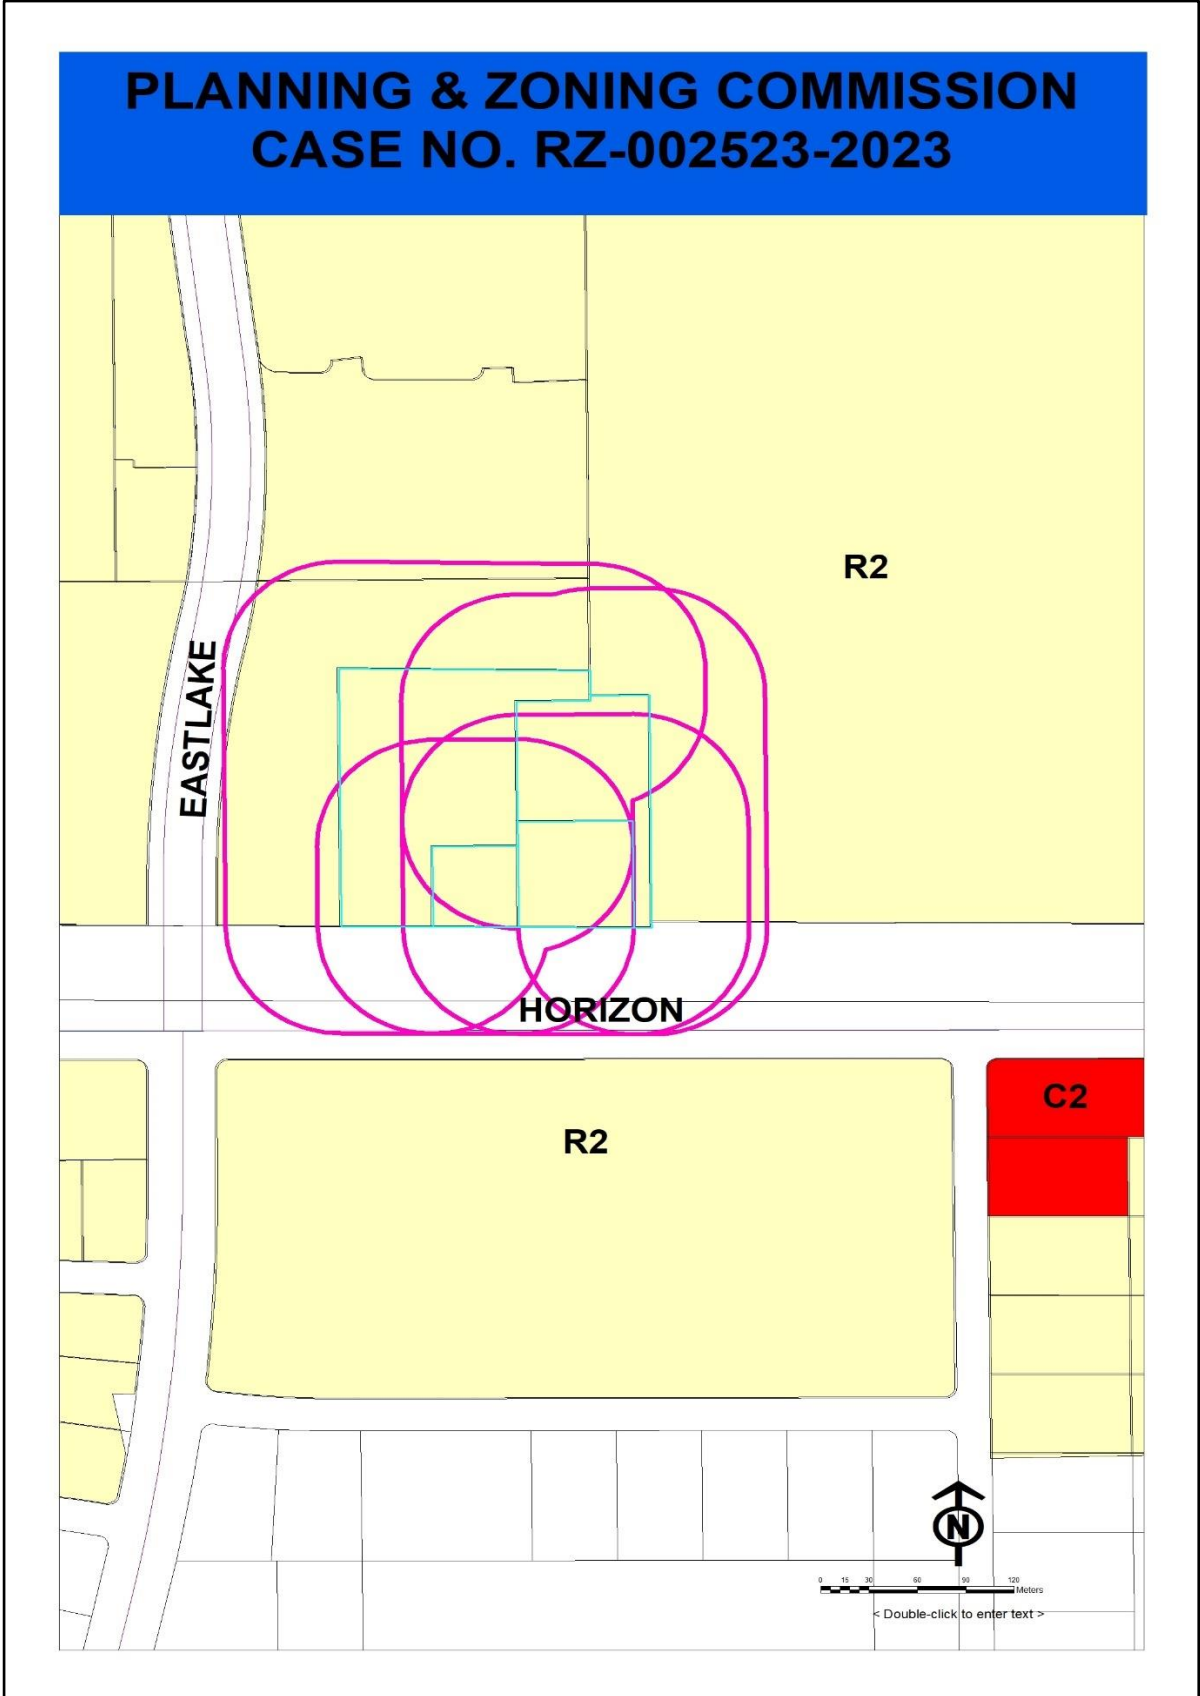 PLANNING & ZONING COMMISSION
CASE NO. RZ-002523-2023
R2
EASTLAKE
HORIZON
C2
R2
N
0 15 30 60 90 120
Meters
< Double-click to enter text >